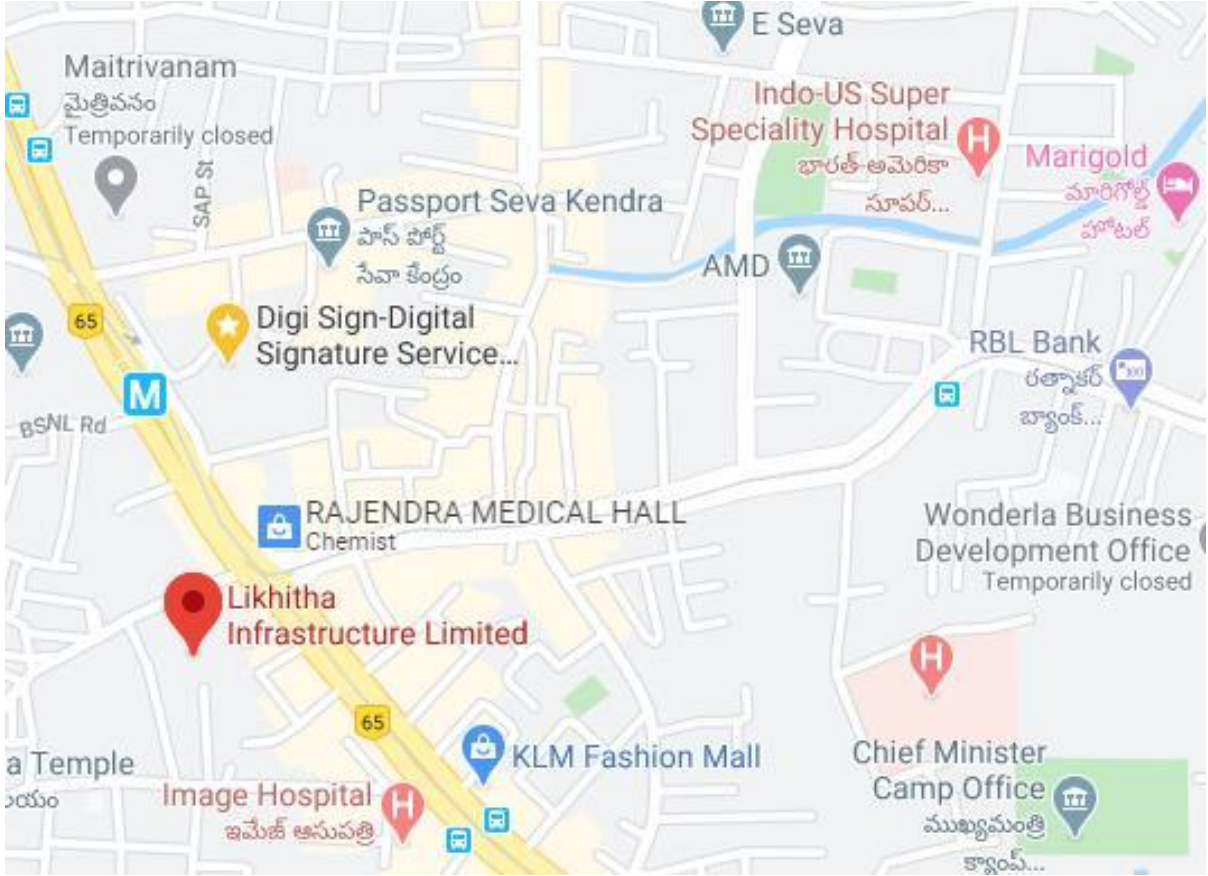 E Seva
Maitrivanam
మైత్రివనం
Temporarily closed
Indo-US Super
Speciality Hospital
భారత్-అమెరికా
సూపర్...
H
Marigold
మారిగోల్డ్
హోటల్
SAP St
Passport Seva Kendra
పాస్ పోర్ట్
సేవా కేంద్రం
AMD
65
Digi Sign-Digital
Signature Service...
RBL Bank
రత్నాకర్
బ్యాంక్...
M
BSNL Rd
RAJENDRA MEDICAL HALL
Chemist
Wonderla Business
Development Office
Temporarily closed
Likhitha
Infrastructure Limited
H
65
KLM Fashion Mall
Chief Minister
Camp Office
ముఖ్యమంత్రి
క్యాంప్...
a Temple
లయం
Image Hospital
ఇమేజ్ ఆసుపత్రి
H